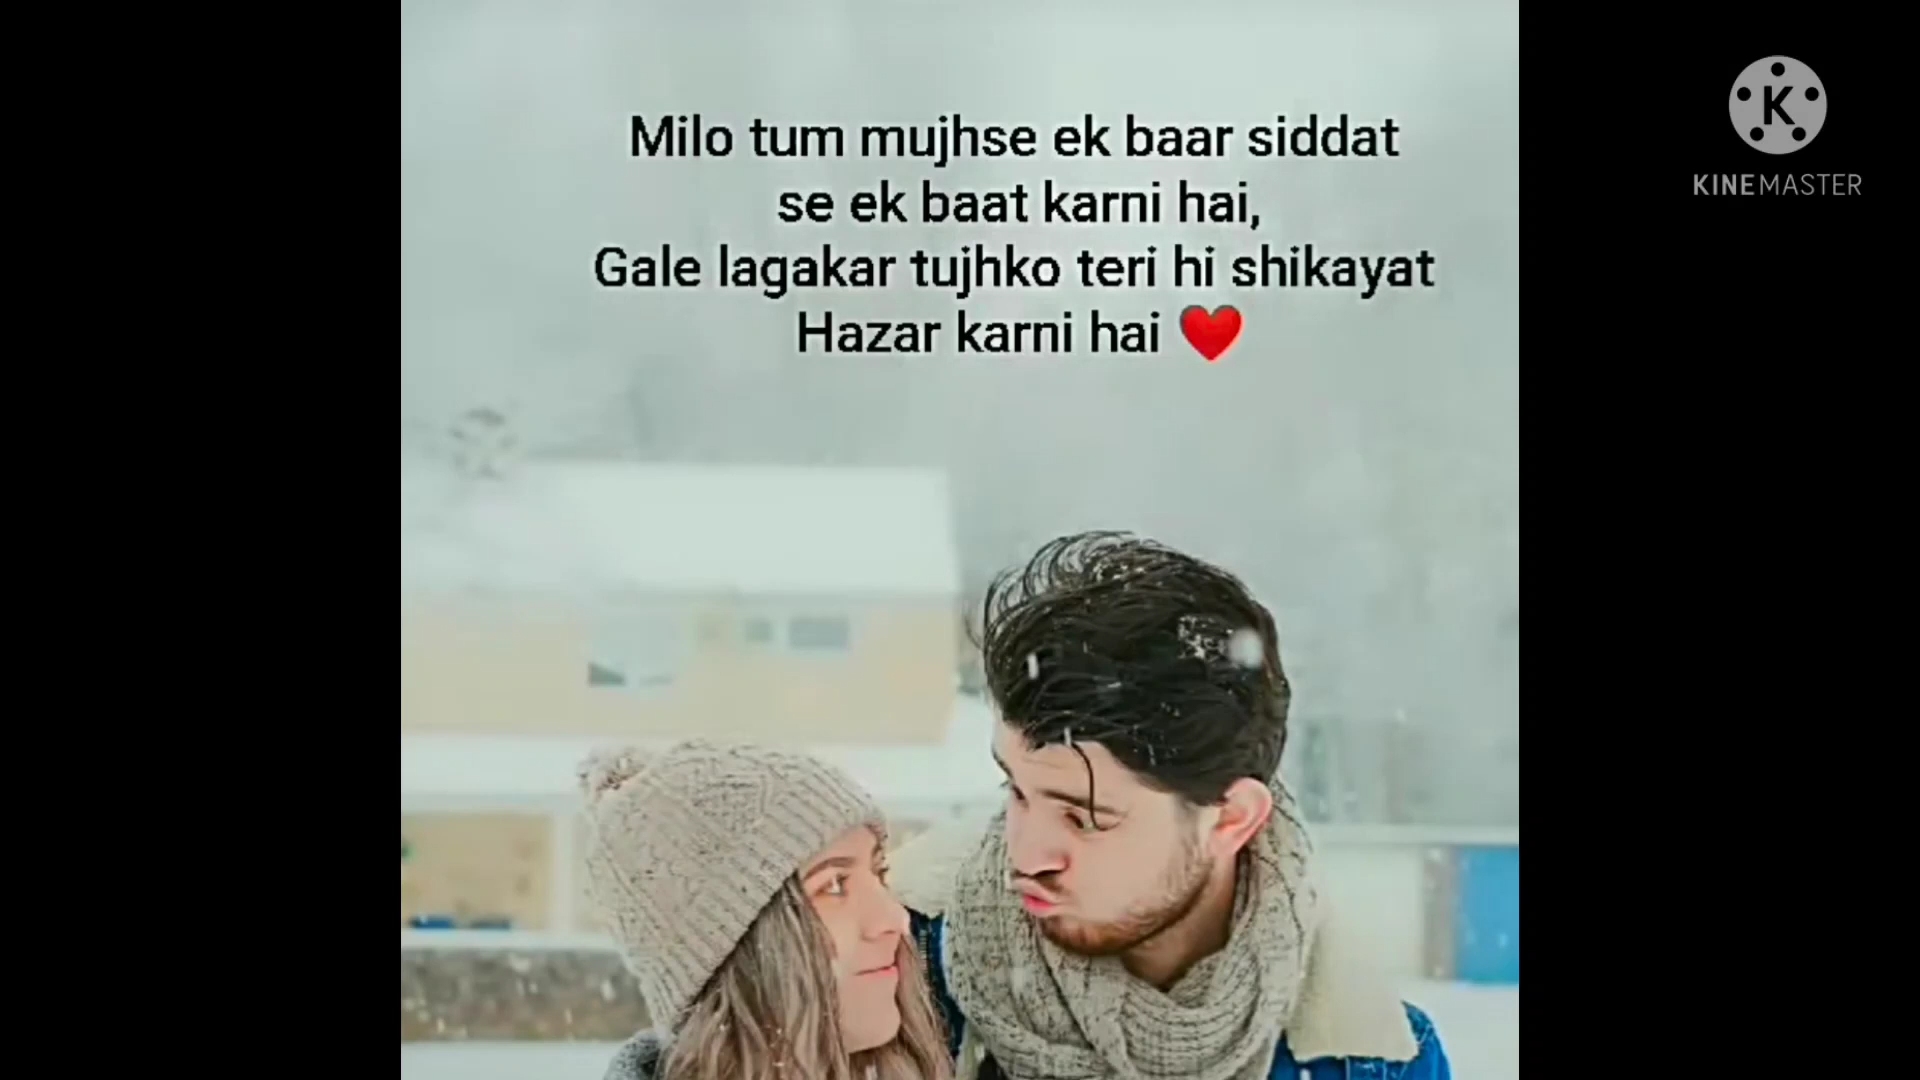 Milo tum mujhse ek baar siddat
se ek baat karni hai,
Gale lagakar tujhko teri hi shikayat
Hazar karni hai ❤️
K
KINEMASTER